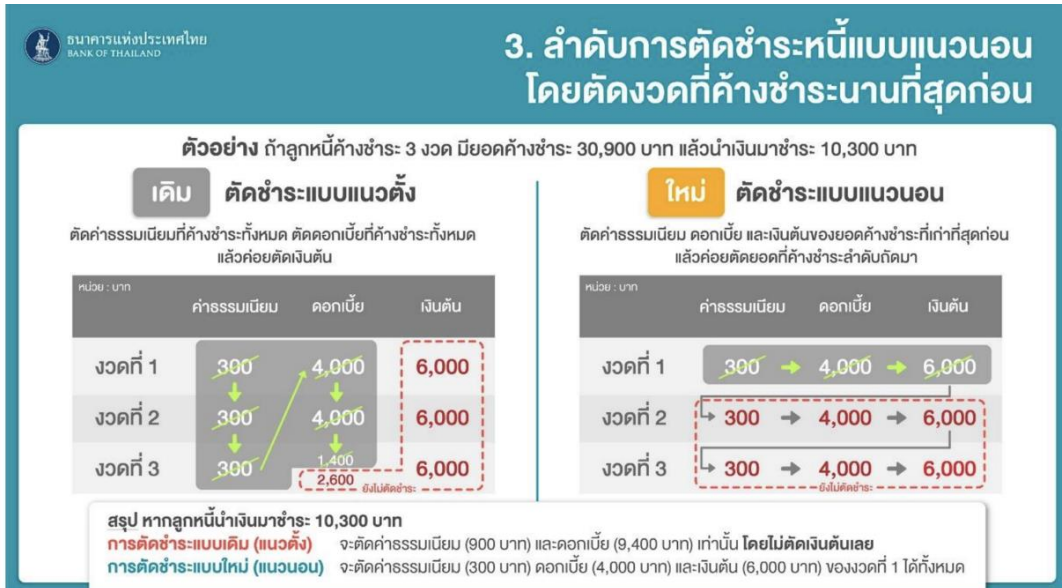 ธนาคารแห่งประเทศไทย
BANK OF THAILAND
3. ลำดับการตัดชำระหนี้แบบแนวนอน
โดยตัดงวดที่ค้างชำระนานที่สุดก่อน
ตัวอย่าง ถ้าลูกหนี้ค้างชำระ 3 งวด มียอดค้างชำระ 30,900 บาท แล้วนำเงินมาชำระ 10,300 บาท
เดิม ตัดชำระแบบแนวตั้ง
ตัดค่าธรรมเนียมที่ค้างชำระทั้งหมด ตัดดอกเบี้ยที่ค้างชำระทั้งหมด
แล้วค่อยตัดเงินต้น
หน่วย : บาท
ค่าธรรมเนียม ดอกเบี้ย เงินต้น
งวดที่ 1 300 4,000 6,000
งวดที่ 2 300 4,000 6,000
งวดที่ 3 300 1,400 6,000
2,600 ยังไม่ตัดชำระ
ใหม่ ตัดชำระแบบแนวนอน
ตัดค่าธรรมเนียม ดอกเบี้ย และเงินต้นของยอดค้างชำระที่เก่าที่สุดก่อน
แล้วค่อยตัดยอดที่ค้างชำระลำดับถัดมา
หน่วย : บาท
ค่าธรรมเนียม ดอกเบี้ย เงินต้น
งวดที่ 1 300 4,000 6,000
งวดที่ 2 300 4,000 6,000
งวดที่ 3 300 4,000 6,000
ยังไม่ตัดชำระ
สรุป หากลูกหนี้นำเงินมาชำระ 10,300 บาท
การตัดชำระแบบเดิม (แนวตั้ง) จะตัดค่าธรรมเนียม (900 บาท) และดอกเบี้ย (9,400 บาท) เท่านั้น โดยไม่ตัดเงินต้นเลย
การตัดชำระแบบใหม่ (แนวนอน) จะตัดค่าธรรมเนียม (300 บาท) ดอกเบี้ย (4,000 บาท) และเงินต้น (6,000 บาท) ของงวดที่ 1 ได้ทั้งหมด